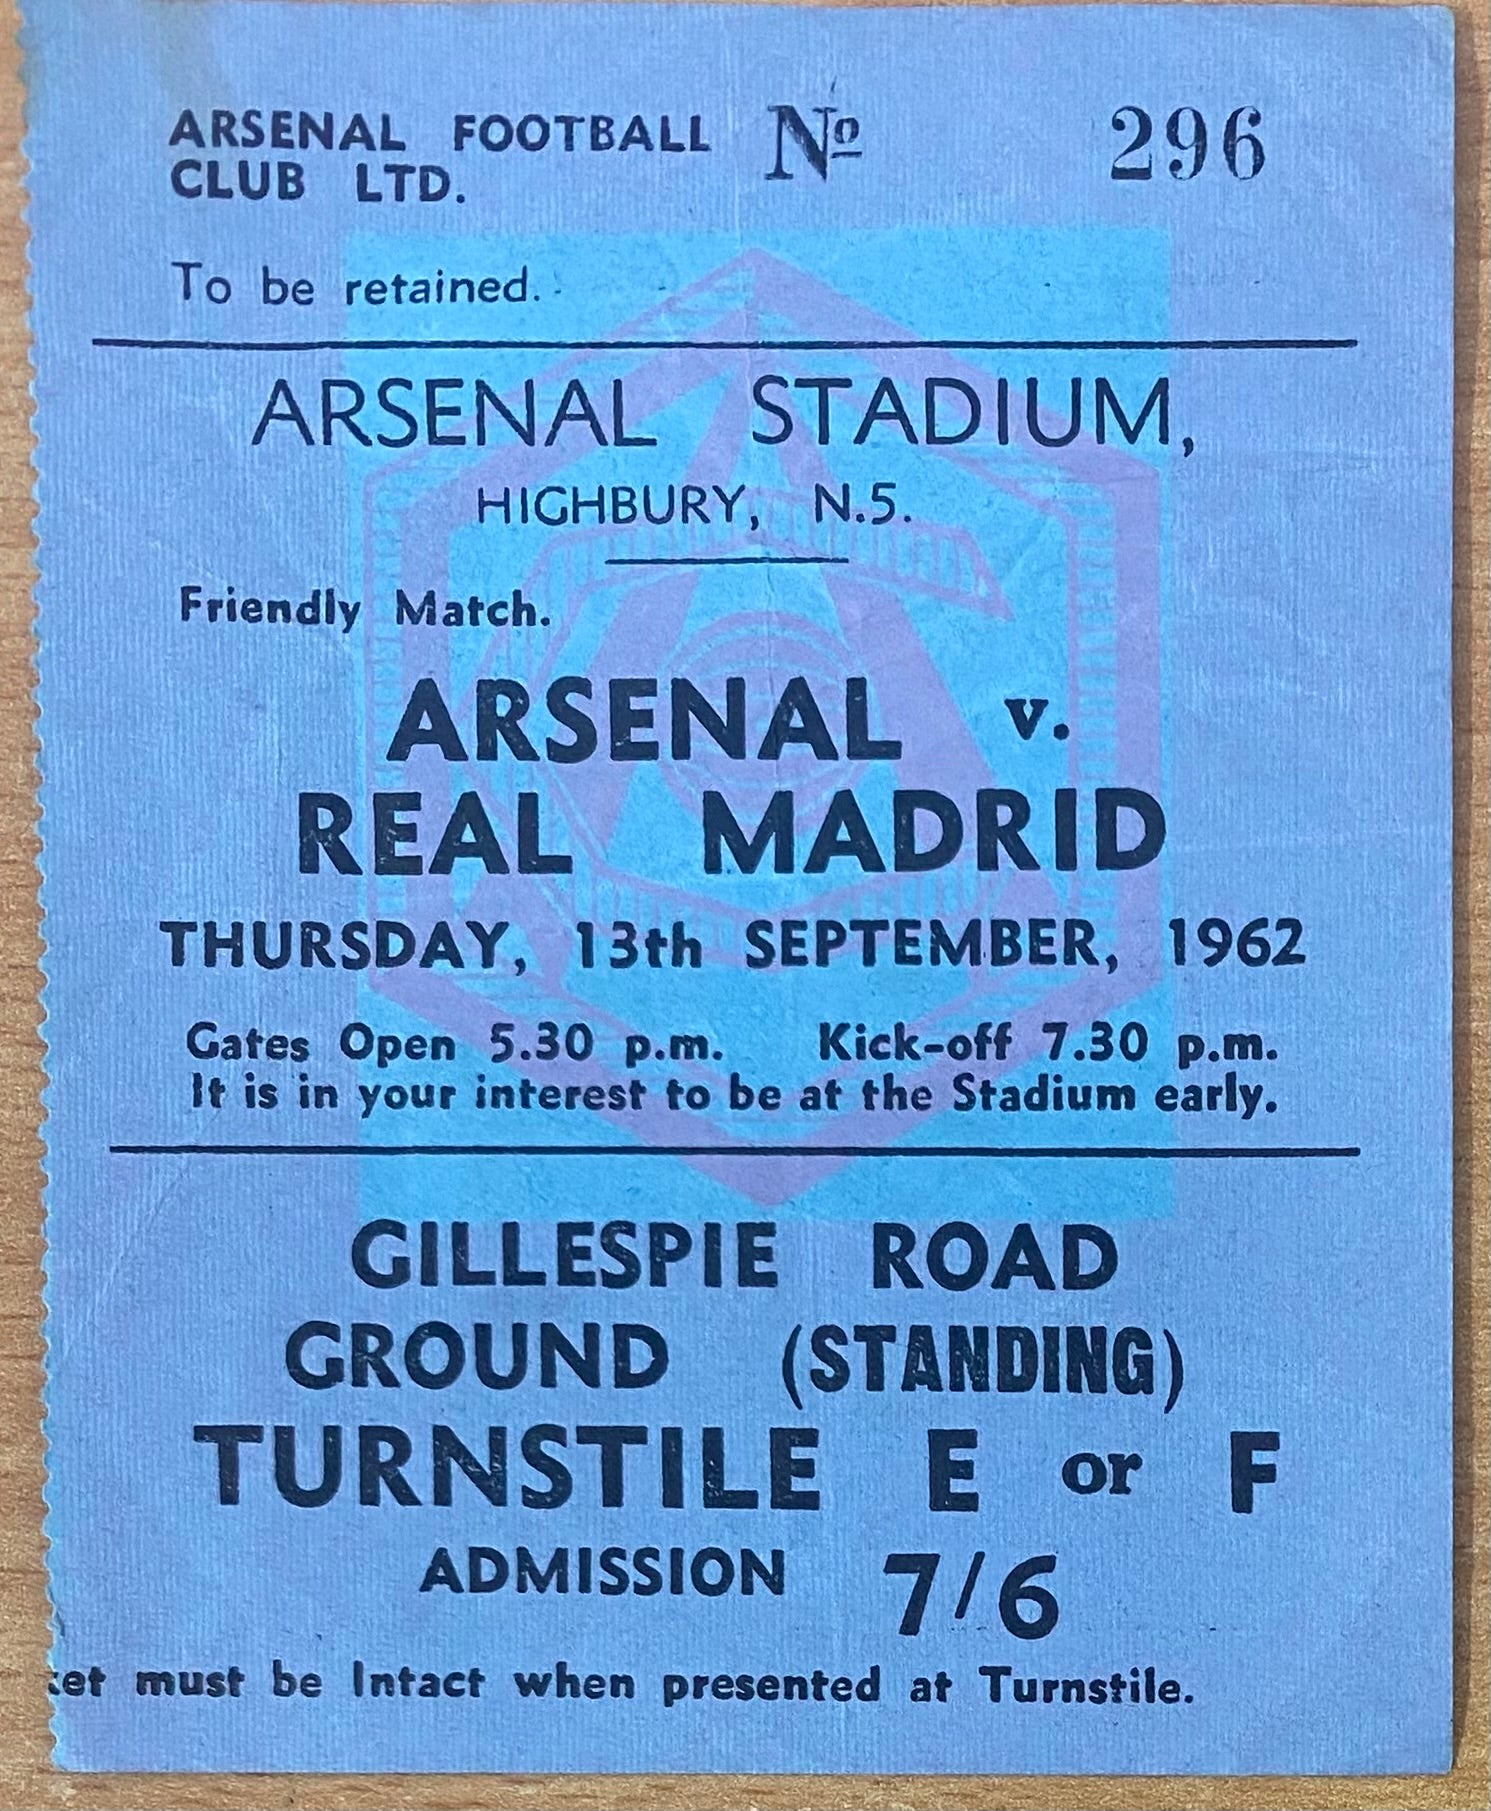 ARSENAL FOOTBALL Nº 296
CLUB LTD.
To be retained.
ARSENAL STADIUM,
HIGHBURY, N.5.
Friendly Match.
ARSENAL v.
REAL MADRID
THURSDAY, 13th SEPTEMBER, 1962
Gates Open 5.30 p.m. Kick-off 7.30 p.m.
It is in your interest to be at the Stadium early.
GILLESPIE ROAD
GROUND (STANDING)
TURNSTILE E or F
ADMISSION 7/6
must be Intact when presented at Turnstile.